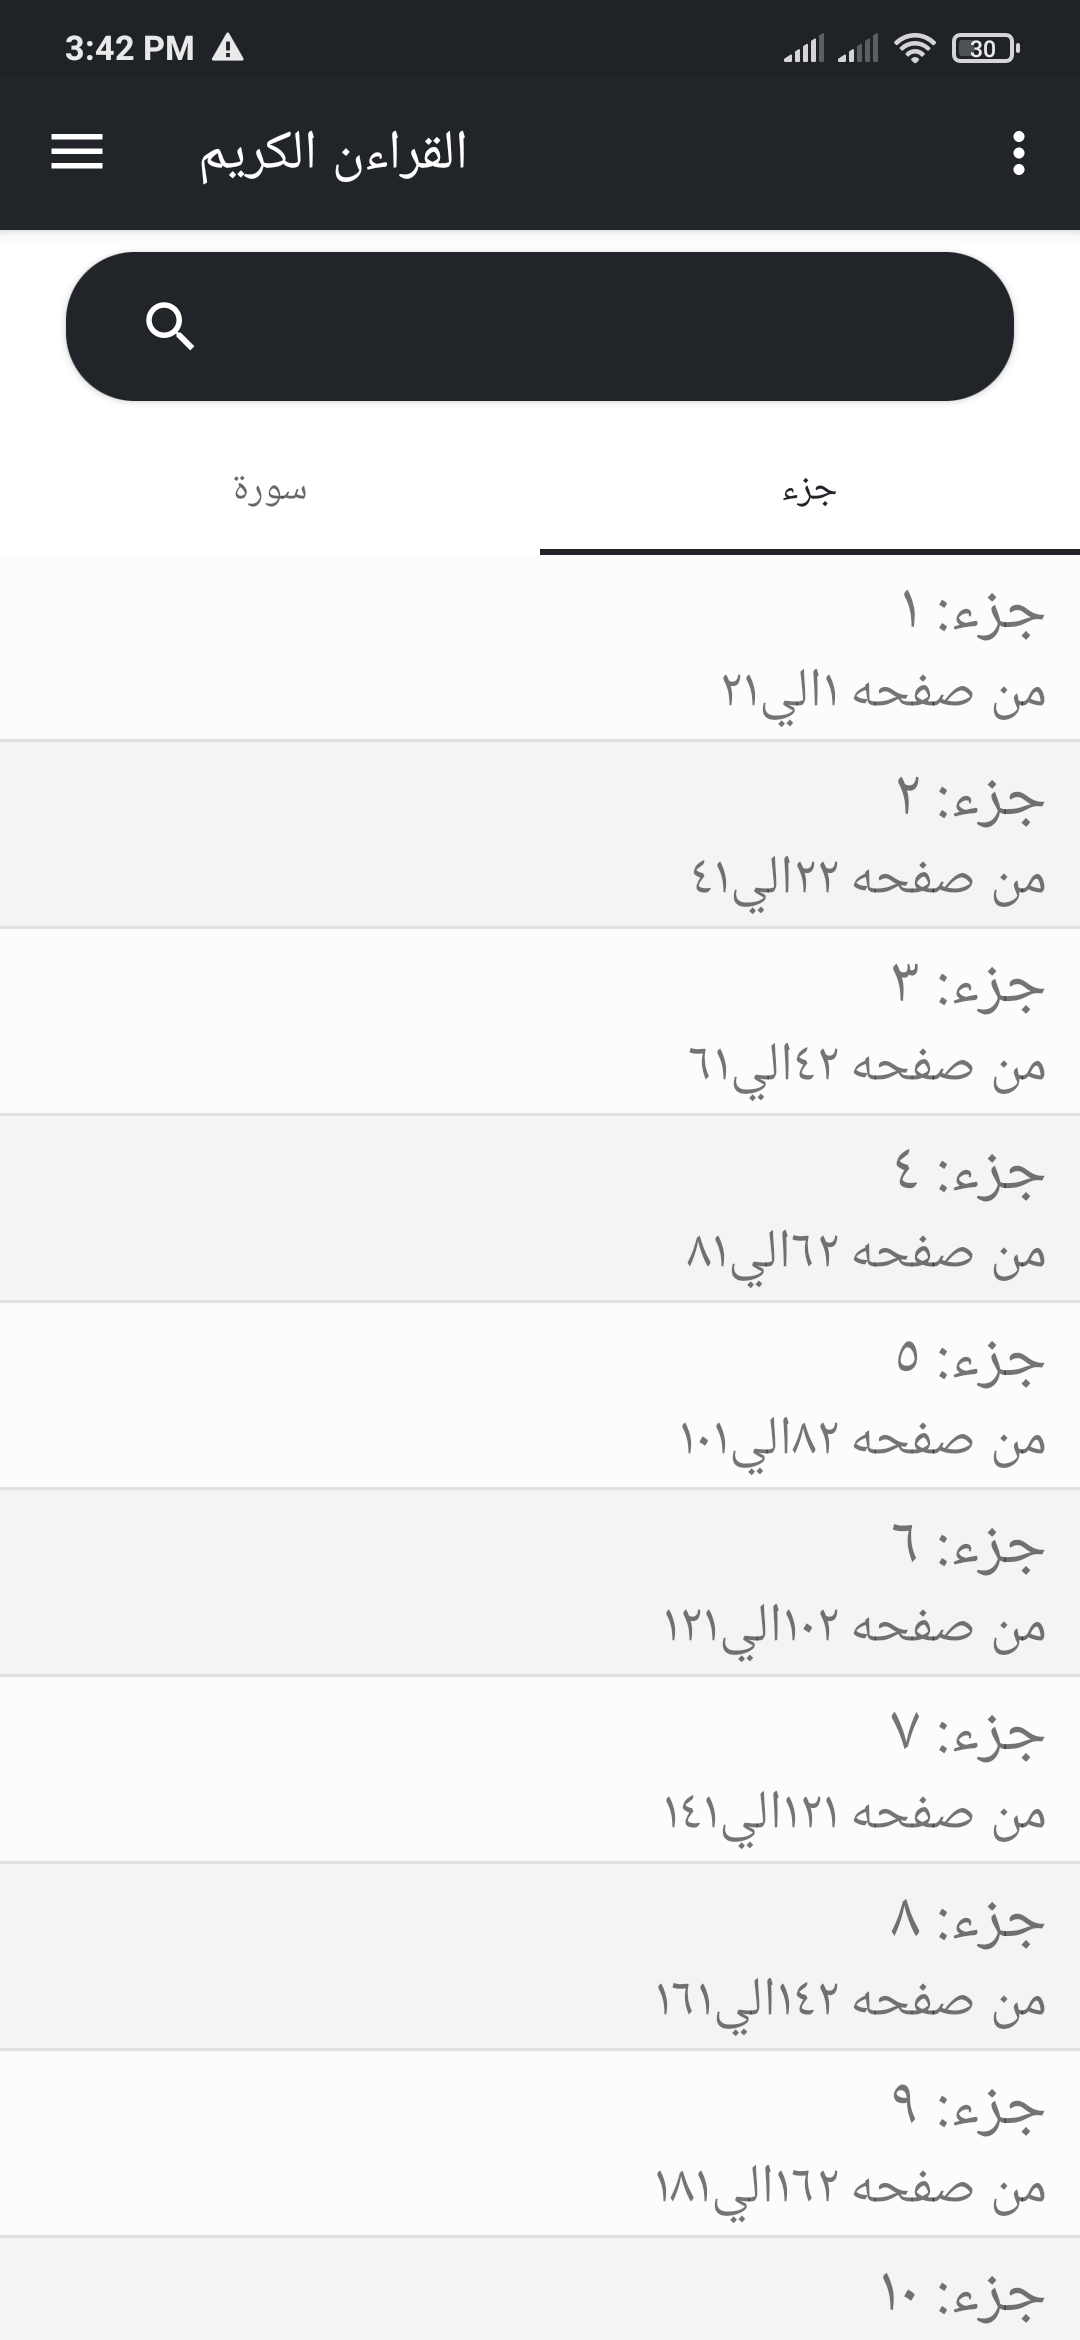 3:42 PM
30
القراءن الكريم
سورة
جزء
جزء: ١
من صفحه ١الي٢١
جزء: ٢
من صفحه ٢٢الي٤١
جزء: ٣
من صفحه ٤٢الي٦١
جزء: ٤
من صفحه ٦٢الي٨١
جزء: ٥
من صفحه ٨٢الي١٠١
جزء: ٦
من صفحه ١٠٢الي١٢١
جزء: ٧
من صفحه ١٢١الي١٤١
جزء: ٨
من صفحه ١٤٢الي١٦١
جزء: ٩
من صفحه ١٦٢الي١٨١
جزء: ١٠